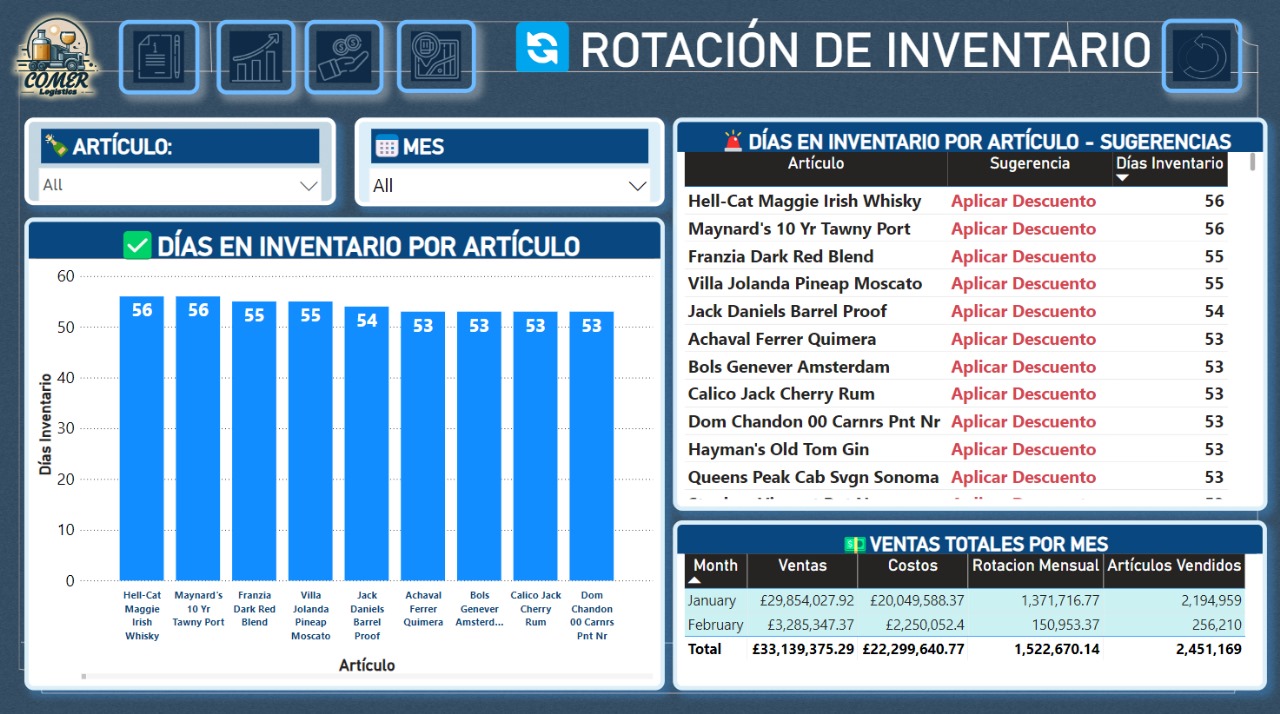 COMER
Logistics
ROTACIÓN DE INVENTARIO
ARTÍCULO:
All
MES
All
DÍAS EN INVENTARIO POR ARTÍCULO
60
50
40
30
20
10
0
Días Inventario
56 56 55 55 54 53 53 53 53
Hell-Cat Maggie Irish Whisky
Maynard's 10 Yr Tawny Port
Franzia Dark Red Blend
Villa Jolanda Pineap Moscato
Jack Daniels Barrel Proof
Achaval Ferrer Quimera
Bols Genever Amsterd...
Calico Jack Cherry Rum
Dom Chandon 00 Carnrs Pnt Nr
Artículo
DÍAS EN INVENTARIO POR ARTÍCULO - SUGERENCIAS
Artículo Sugerencia Días Inventario
Hell-Cat Maggie Irish Whisky Aplicar Descuento 56
Maynard's 10 Yr Tawny Port Aplicar Descuento 56
Franzia Dark Red Blend Aplicar Descuento 55
Villa Jolanda Pineap Moscato Aplicar Descuento 55
Jack Daniels Barrel Proof Aplicar Descuento 54
Achaval Ferrer Quimera Aplicar Descuento 53
Bols Genever Amsterdam Aplicar Descuento 53
Calico Jack Cherry Rum Aplicar Descuento 53
Dom Chandon 00 Carnrs Pnt Nr Aplicar Descuento 53
Hayman's Old Tom Gin Aplicar Descuento 53
Queens Peak Cab Svgn Sonoma Aplicar Descuento 53
VENTAS TOTALES POR MES
Month Ventas Costos Rotacion Mensual Artículos Vendidos
January £29,854,027.92 £20,049,588.37 1,371,716.77 2,194,959
February £3,285,347.37 £2,250,052.4 150,953.37 256,210
Total £33,139,375.29 £22,299,640.77 1,522,670.14 2,451,169